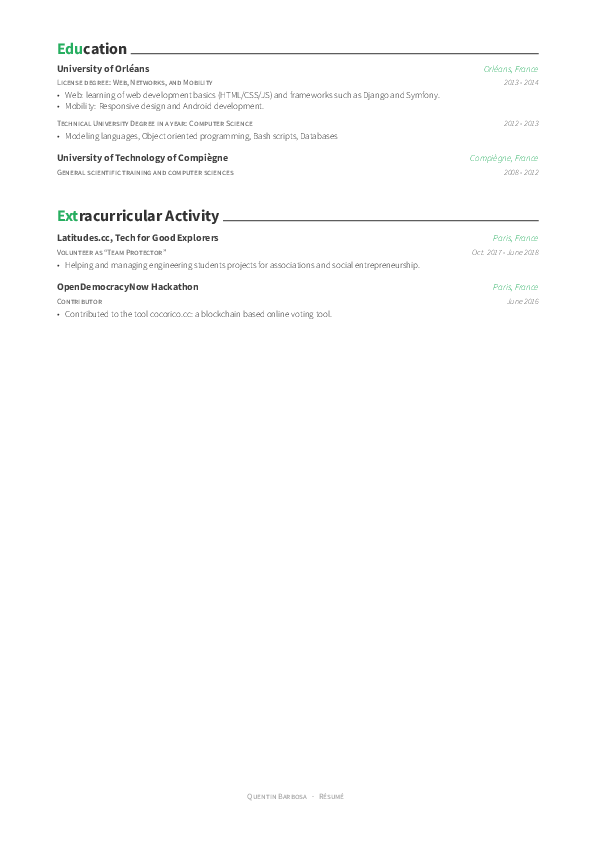 Education
University of Orléans Orléans, France
License degree: Web, Networks, and Mobility 2013 - 2014
• Web: learning of web development basics (HTML/CSS/JS) and frameworks such as Django and Symfony.
• Mobility: Responsive design and Android development.
Technical University Degree in a year: Computer Science 2012 - 2013
• Modeling languages, Object oriented programming, Bash scripts, Databases
University of Technology of Compiègne Compiègne, France
General scientific training and computer sciences 2008 - 2012
Extracurricular Activity
Latitudes.cc, Tech for Good Explorers Paris, France
Volunteer as "Team Protector" Oct. 2017 - June 2018
• Helping and managing engineering students projects for associations and social entrepreneurship.
OpenDemocracyNow Hackathon Paris, France
Contributor June 2016
• Contributed to the tool cocorico.cc: a blockchain based online voting tool.
Quentin Barbosa · Résumé